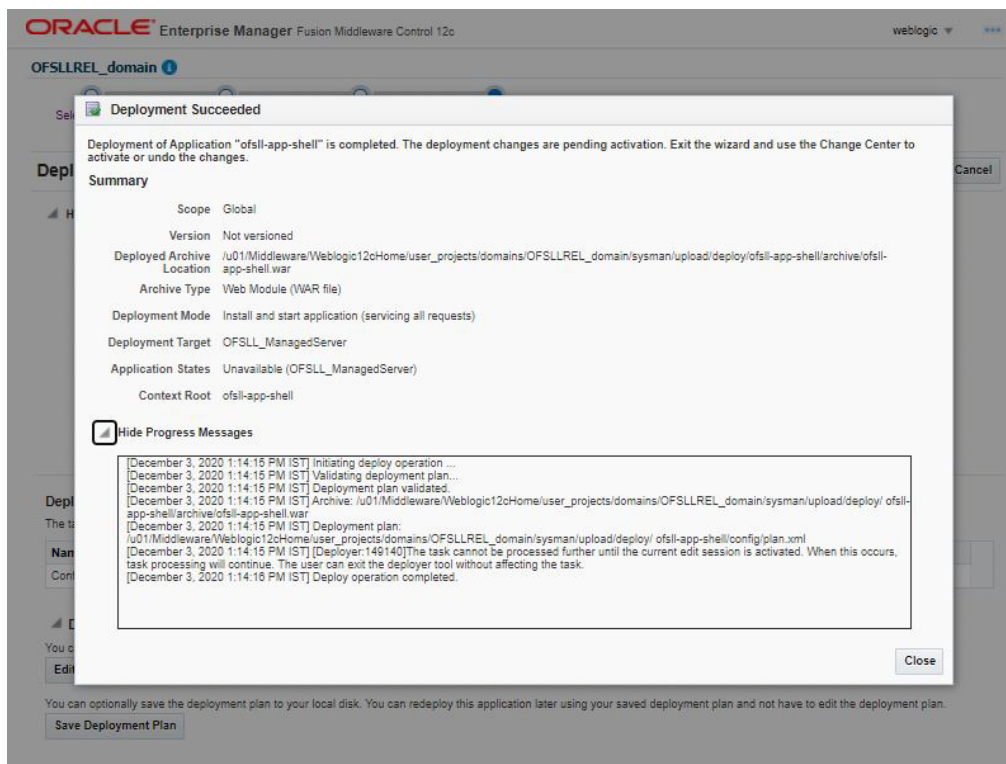 ORACLE Enterprise Manager Fusion Middleware Control 12c
weblogic
OFSLLREL_domain
Deployment Succeeded
Deployment of Application "ofsll-app-shell" is completed. The deployment changes are pending activation. Exit the wizard and use the Change Center to
activate or undo the changes.
Cancel
Summary
Scope Global
Version Not versioned
Deployed Archive Location /u01/Middleware/Weblogic12cHome/user_projects/domains/OFSLLREL_domain/sysman/upload/deploy/ofsll-app-shell/archive/ofsll-
app-shell.war
Archive Type Web Module (WAR file)
Deployment Mode Install and start application (servicing all requests)
Deployment Target OFSLL_ManagedServer
Application States Unavailable (OFSLL_ManagedServer)
Context Root ofsll-app-shell
Hide Progress Messages
[December 3, 2020 1:14:15 PM IST] Initiating deploy operation ...
[December 3, 2020 1:14:15 PM IST] Validating deployment plan...
[December 3, 2020 1:14:15 PM IST] Deployment plan validated.
[December 3, 2020 1:14:15 PM IST] Archive: /u01/Middleware/Weblogic12cHome/user_projects/domains/OFSLLREL_domain/sysman/upload/deploy/ ofsll-
app-shell/archive/ofsll-app-shell.war
[December 3, 2020 1:14:15 PM IST] Deployment plan:
/u01/Middleware/Weblogic12cHome/user_projects/domains/OFSLLREL_domain/sysman/upload/deploy/ ofsll-app-shell/config/plan.xml
[December 3, 2020 1:14:15 PM IST] [Deployer:149140]The task cannot be processed further until the current edit session is activated. When this occurs,
task processing will continue. The user can exit the deployer tool without affecting the task.
[December 3, 2020 1:14:16 PM IST] Deploy operation completed.
Close
You can optionally save the deployment plan to your local disk. You can redeploy this application later using your saved deployment plan and not have to edit the deployment plan.
Save Deployment Plan